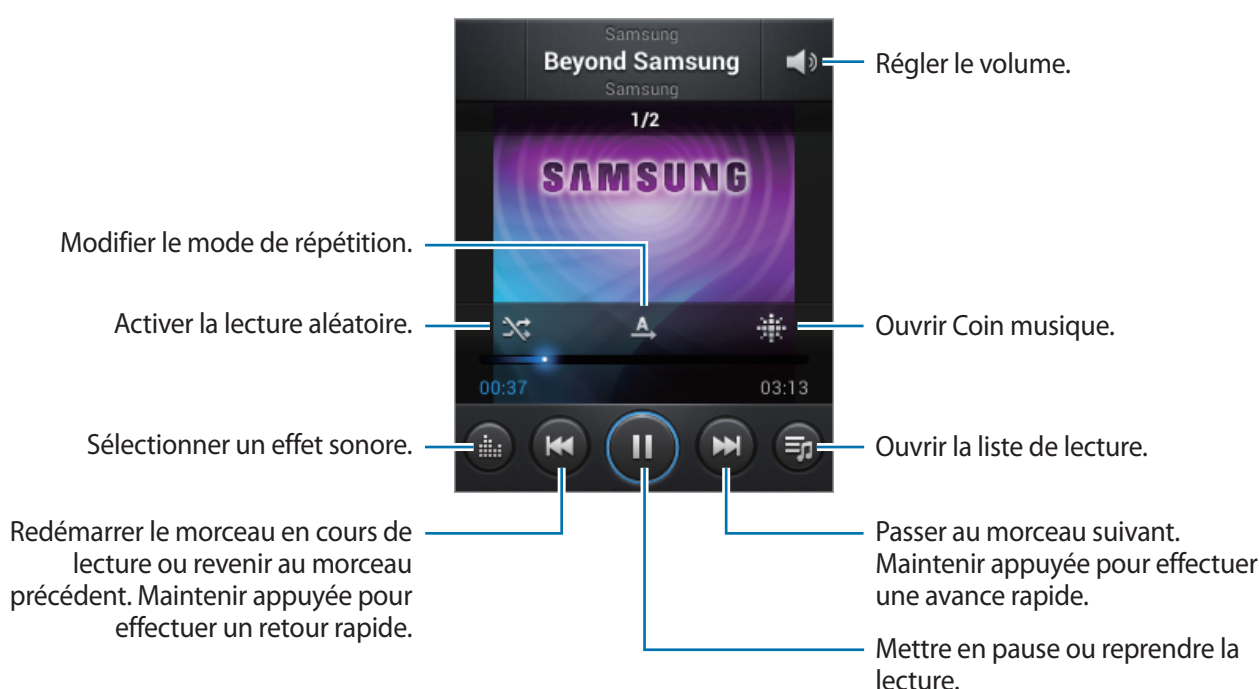 Samsung
Beyond Samsung
Samsung
Régler le volume.
1/2
SAMSUNG
Modifier le mode de répétition.
Activer la lecture aléatoire.
A
Ouvrir Coin musique.
00:37
03:13
Sélectionner un effet sonore.
Ouvrir la liste de lecture.
Redémarrer le morceau en cours de
lecture ou revenir au morceau
précédent. Maintenir appuyée pour
effectuer un retour rapide.
Passer au morceau suivant.
Maintenir appuyée pour effectuer
une avance rapide.
Mettre en pause ou reprendre la
lecture.